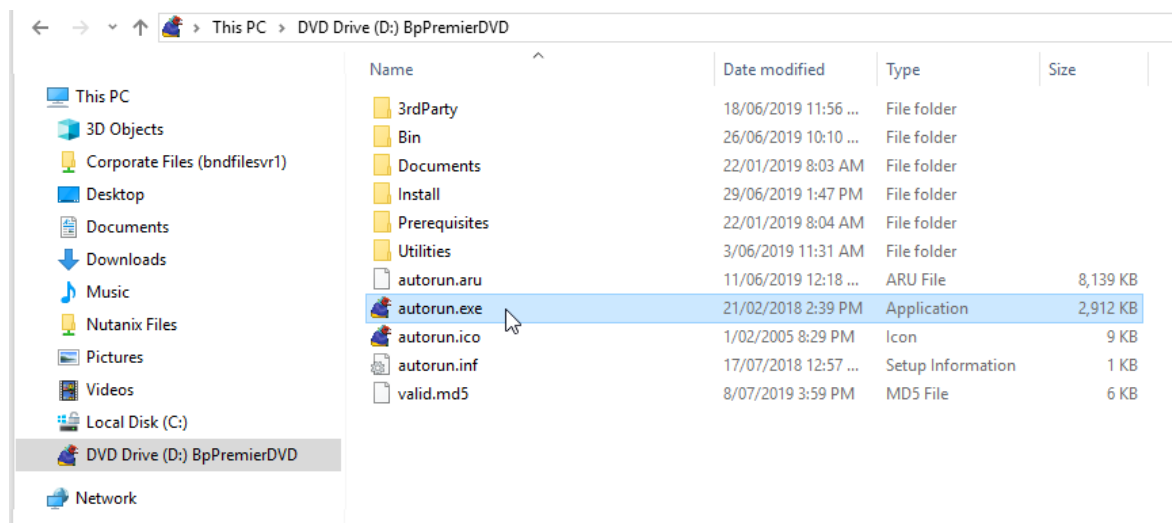 This PC > DVD Drive (D:) BpPremierDVD
Name Date modified Type Size
This PC
3D Objects
Corporate Files (bndfilesvr1)
Desktop
Documents
Downloads
Music
Nutanix Files
Pictures
Videos
Local Disk (C:)
DVD Drive (D:) BpPremierDVD
Network
3rdParty 18/06/2019 11:56 ... File folder
Bin 26/06/2019 10:10 ... File folder
Documents 22/01/2019 8:03 AM File folder
Install 29/06/2019 1:47 PM File folder
Prerequisites 22/01/2019 8:04 AM File folder
Utilities 3/06/2019 11:31 AM File folder
autorun.aru 11/06/2019 12:18 ... ARU File 8,139 KB
autorun.exe 21/02/2018 2:39 PM Application 2,912 KB
autorun.ico 1/02/2005 8:29 PM Icon 9 KB
autorun.inf 17/07/2018 12:57 ... Setup Information 1 KB
valid.md5 8/07/2019 3:59 PM MD5 File 6 KB